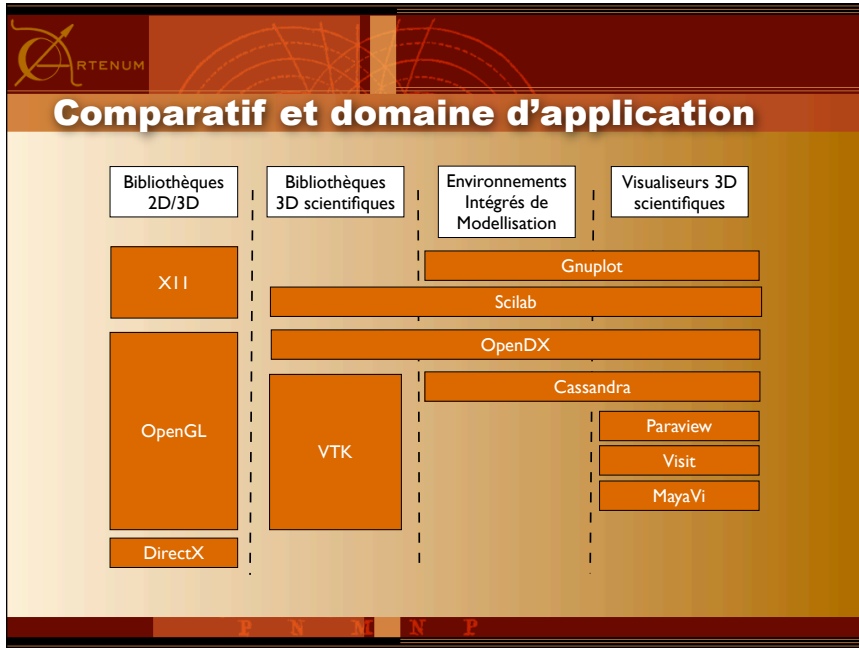 ARTENUM
Comparatif et domaine d'application
Bibliothèques
2D/3D
Bibliothèques
3D scientifiques
Environnements
Intégrés de
Modellisation
Visualiseurs 3D
scientifiques
X11
Gnuplot
Scilab
OpenGL
OpenDX
VTK
Cassandra
Paraview
Visit
MayaVi
DirectX
P N M N P